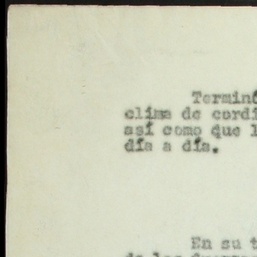 Terminó
clima de cordi
así como que l
día a día.
En su t